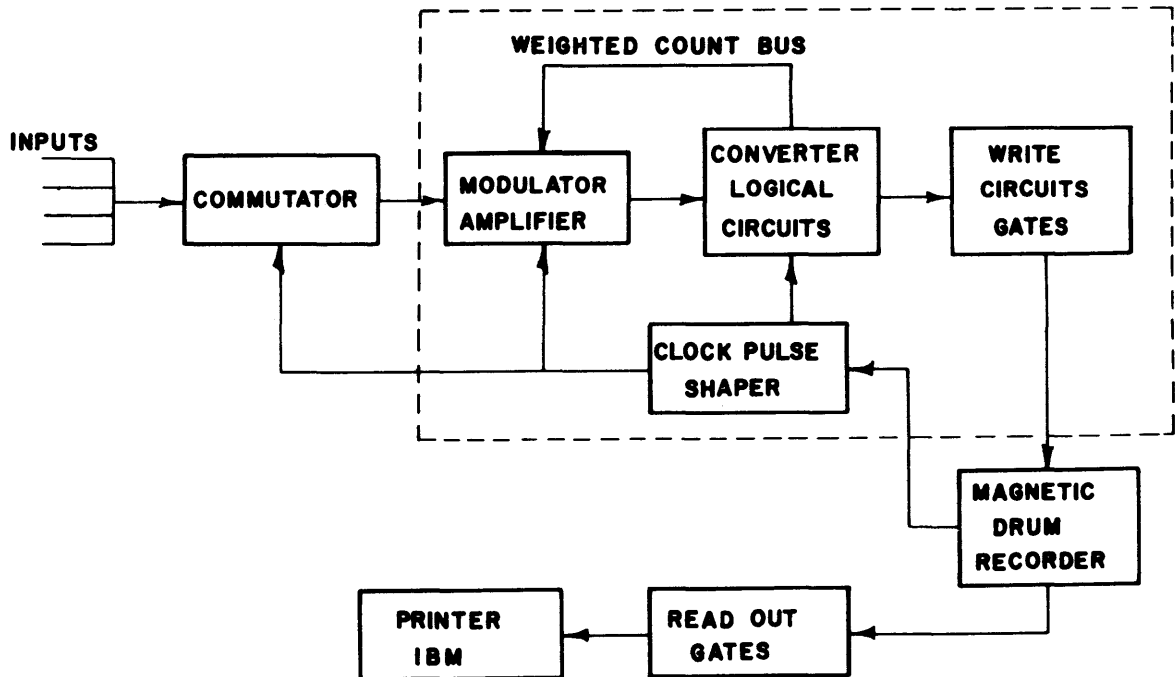 WEIGHTED COUNT BUS
INPUTS
COMMUTATOR
MODULATOR
AMPLIFIER
CONVERTER
LOGICAL
CIRCUITS
WRITE
CIRCUITS
GATES
CLOCK PULSE
SHAPER
MAGNETIC
DRUM
RECORDER
PRINTER
IBM
READ OUT
GATES